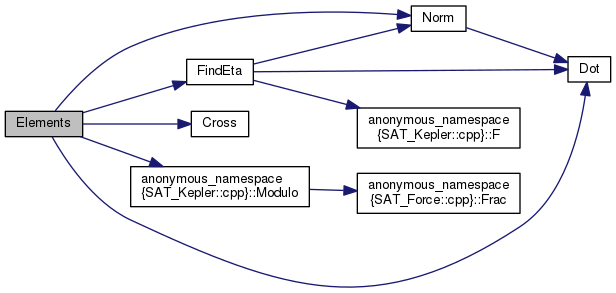 Norm
FindEta
Dot
Elements
Cross
anonymous_namespace
{SAT_Kepler::cpp}::F
anonymous_namespace
{SAT_Kepler::cpp}::Modulo
anonymous_namespace
{SAT_Force::cpp}::Frac